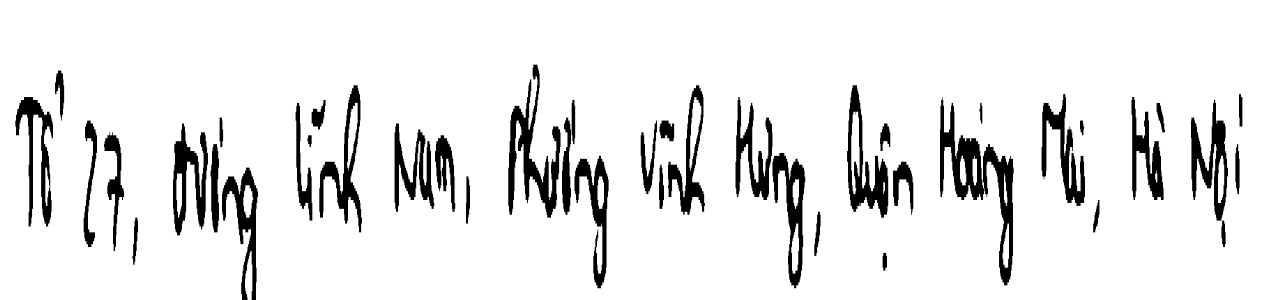 Tổ 27, đường Lĩnh Nam, Phường Vĩnh Hưng, Quận Hoàng Mai, Hà Nội